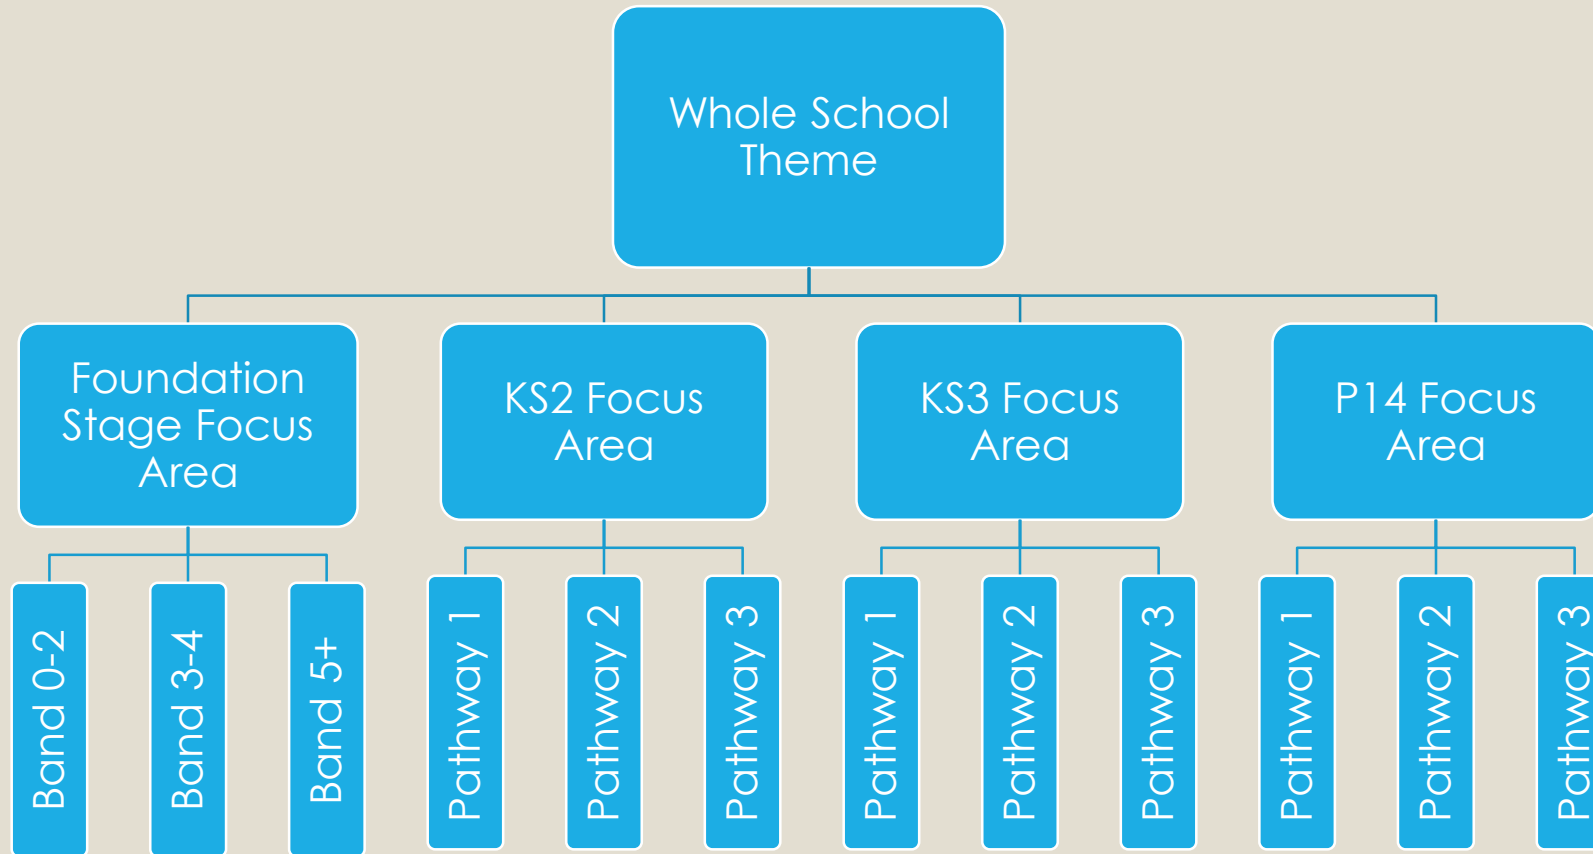 Whole School
Theme
Foundation
Stage Focus
Area
KS2 Focus
Area
KS3 Focus
Area
P14 Focus
Area
Band 0-2
Band 3-4
Band 5+
Pathway 1
Pathway 2
Pathway 3
Pathway 1
Pathway 2
Pathway 3
Pathway 1
Pathway 2
Pathway 3